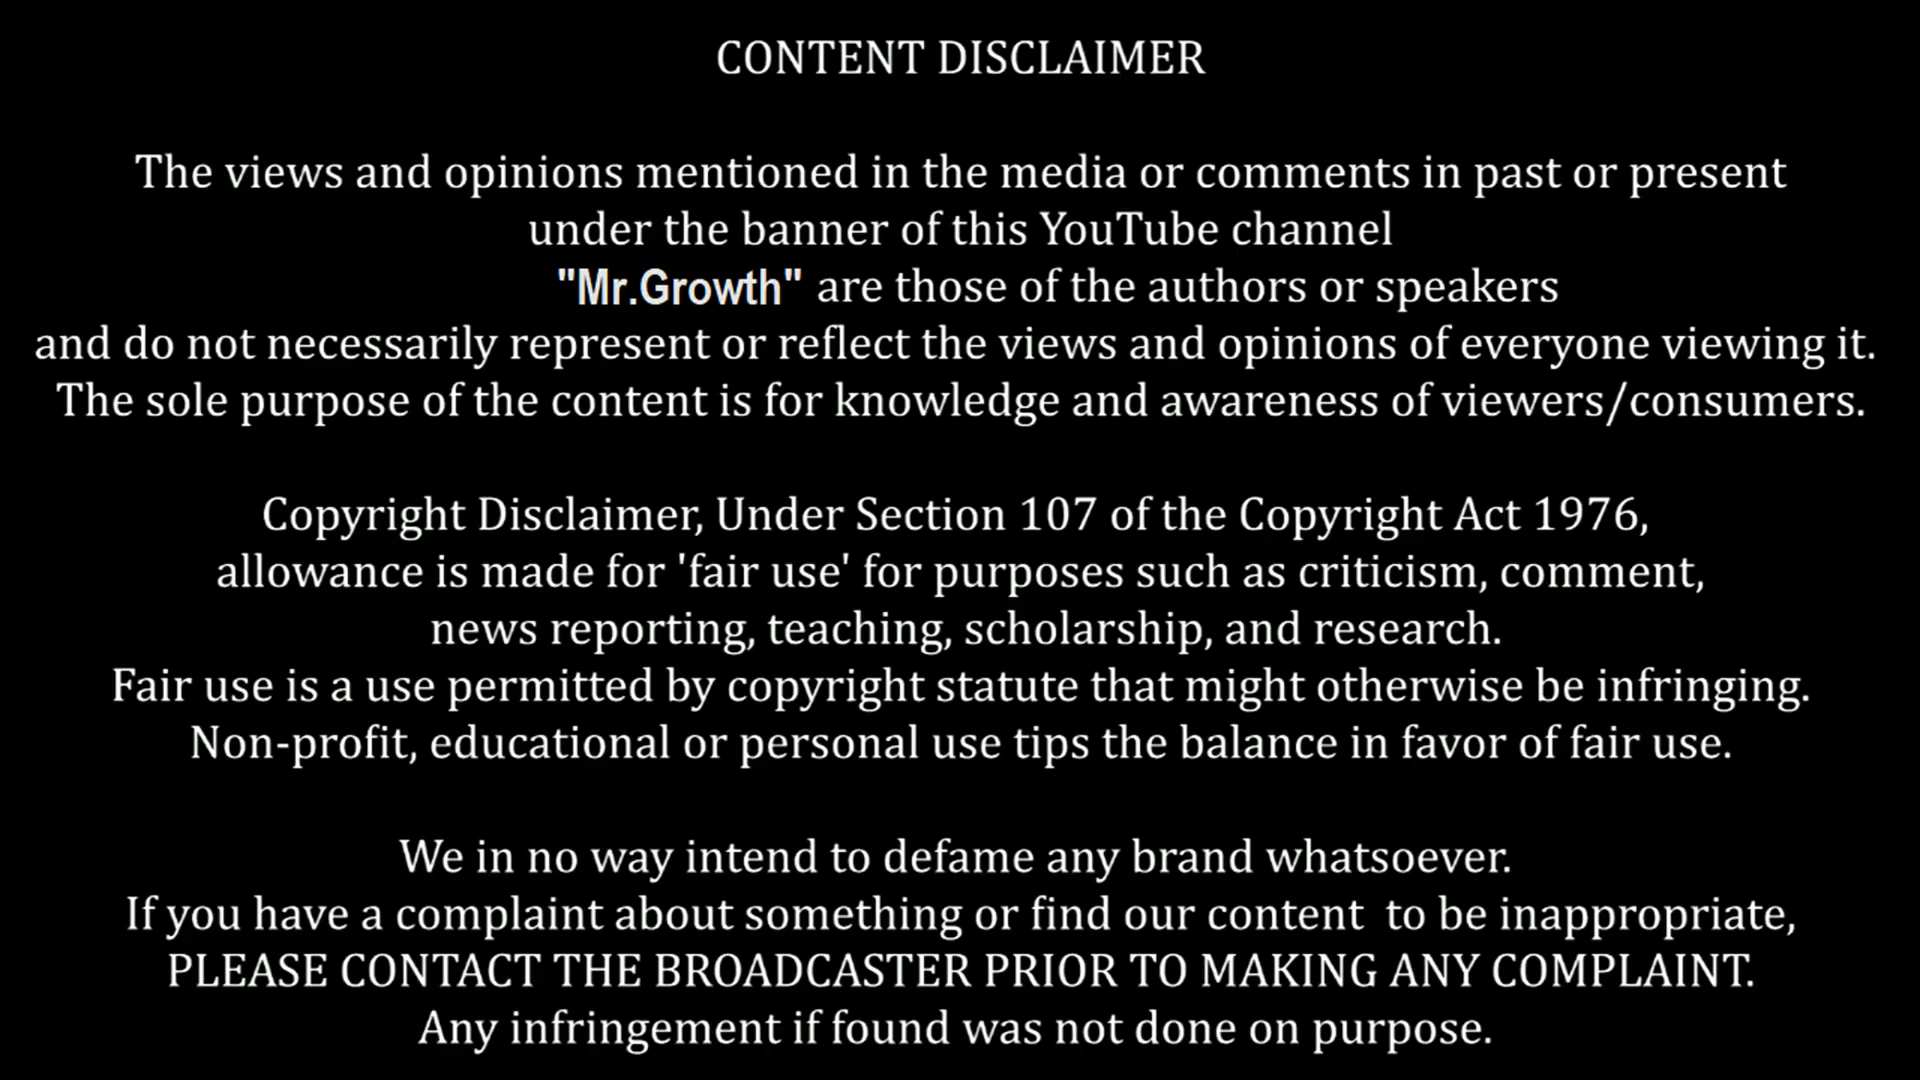 CONTENT DISCLAIMER
The views and opinions mentioned in the media or comments in past or present
under the banner of this YouTube channel
"Mr.Growth" are those of the authors or speakers
and do not necessarily represent or reflect the views and opinions of everyone viewing it.
The sole purpose of the content is for knowledge and awareness of viewers/consumers.
Copyright Disclaimer, Under Section 107 of the Copyright Act 1976,
allowance is made for 'fair use' for purposes such as criticism, comment,
news reporting, teaching, scholarship, and research.
Fair use is a use permitted by copyright statute that might otherwise be infringing.
Non-profit, educational or personal use tips the balance in favor of fair use.
We in no way intend to defame any brand whatsoever.
If you have a complaint about something or find our content  to be inappropriate,
PLEASE CONTACT THE BROADCASTER PRIOR TO MAKING ANY COMPLAINT.
Any infringement if found was not done on purpose.